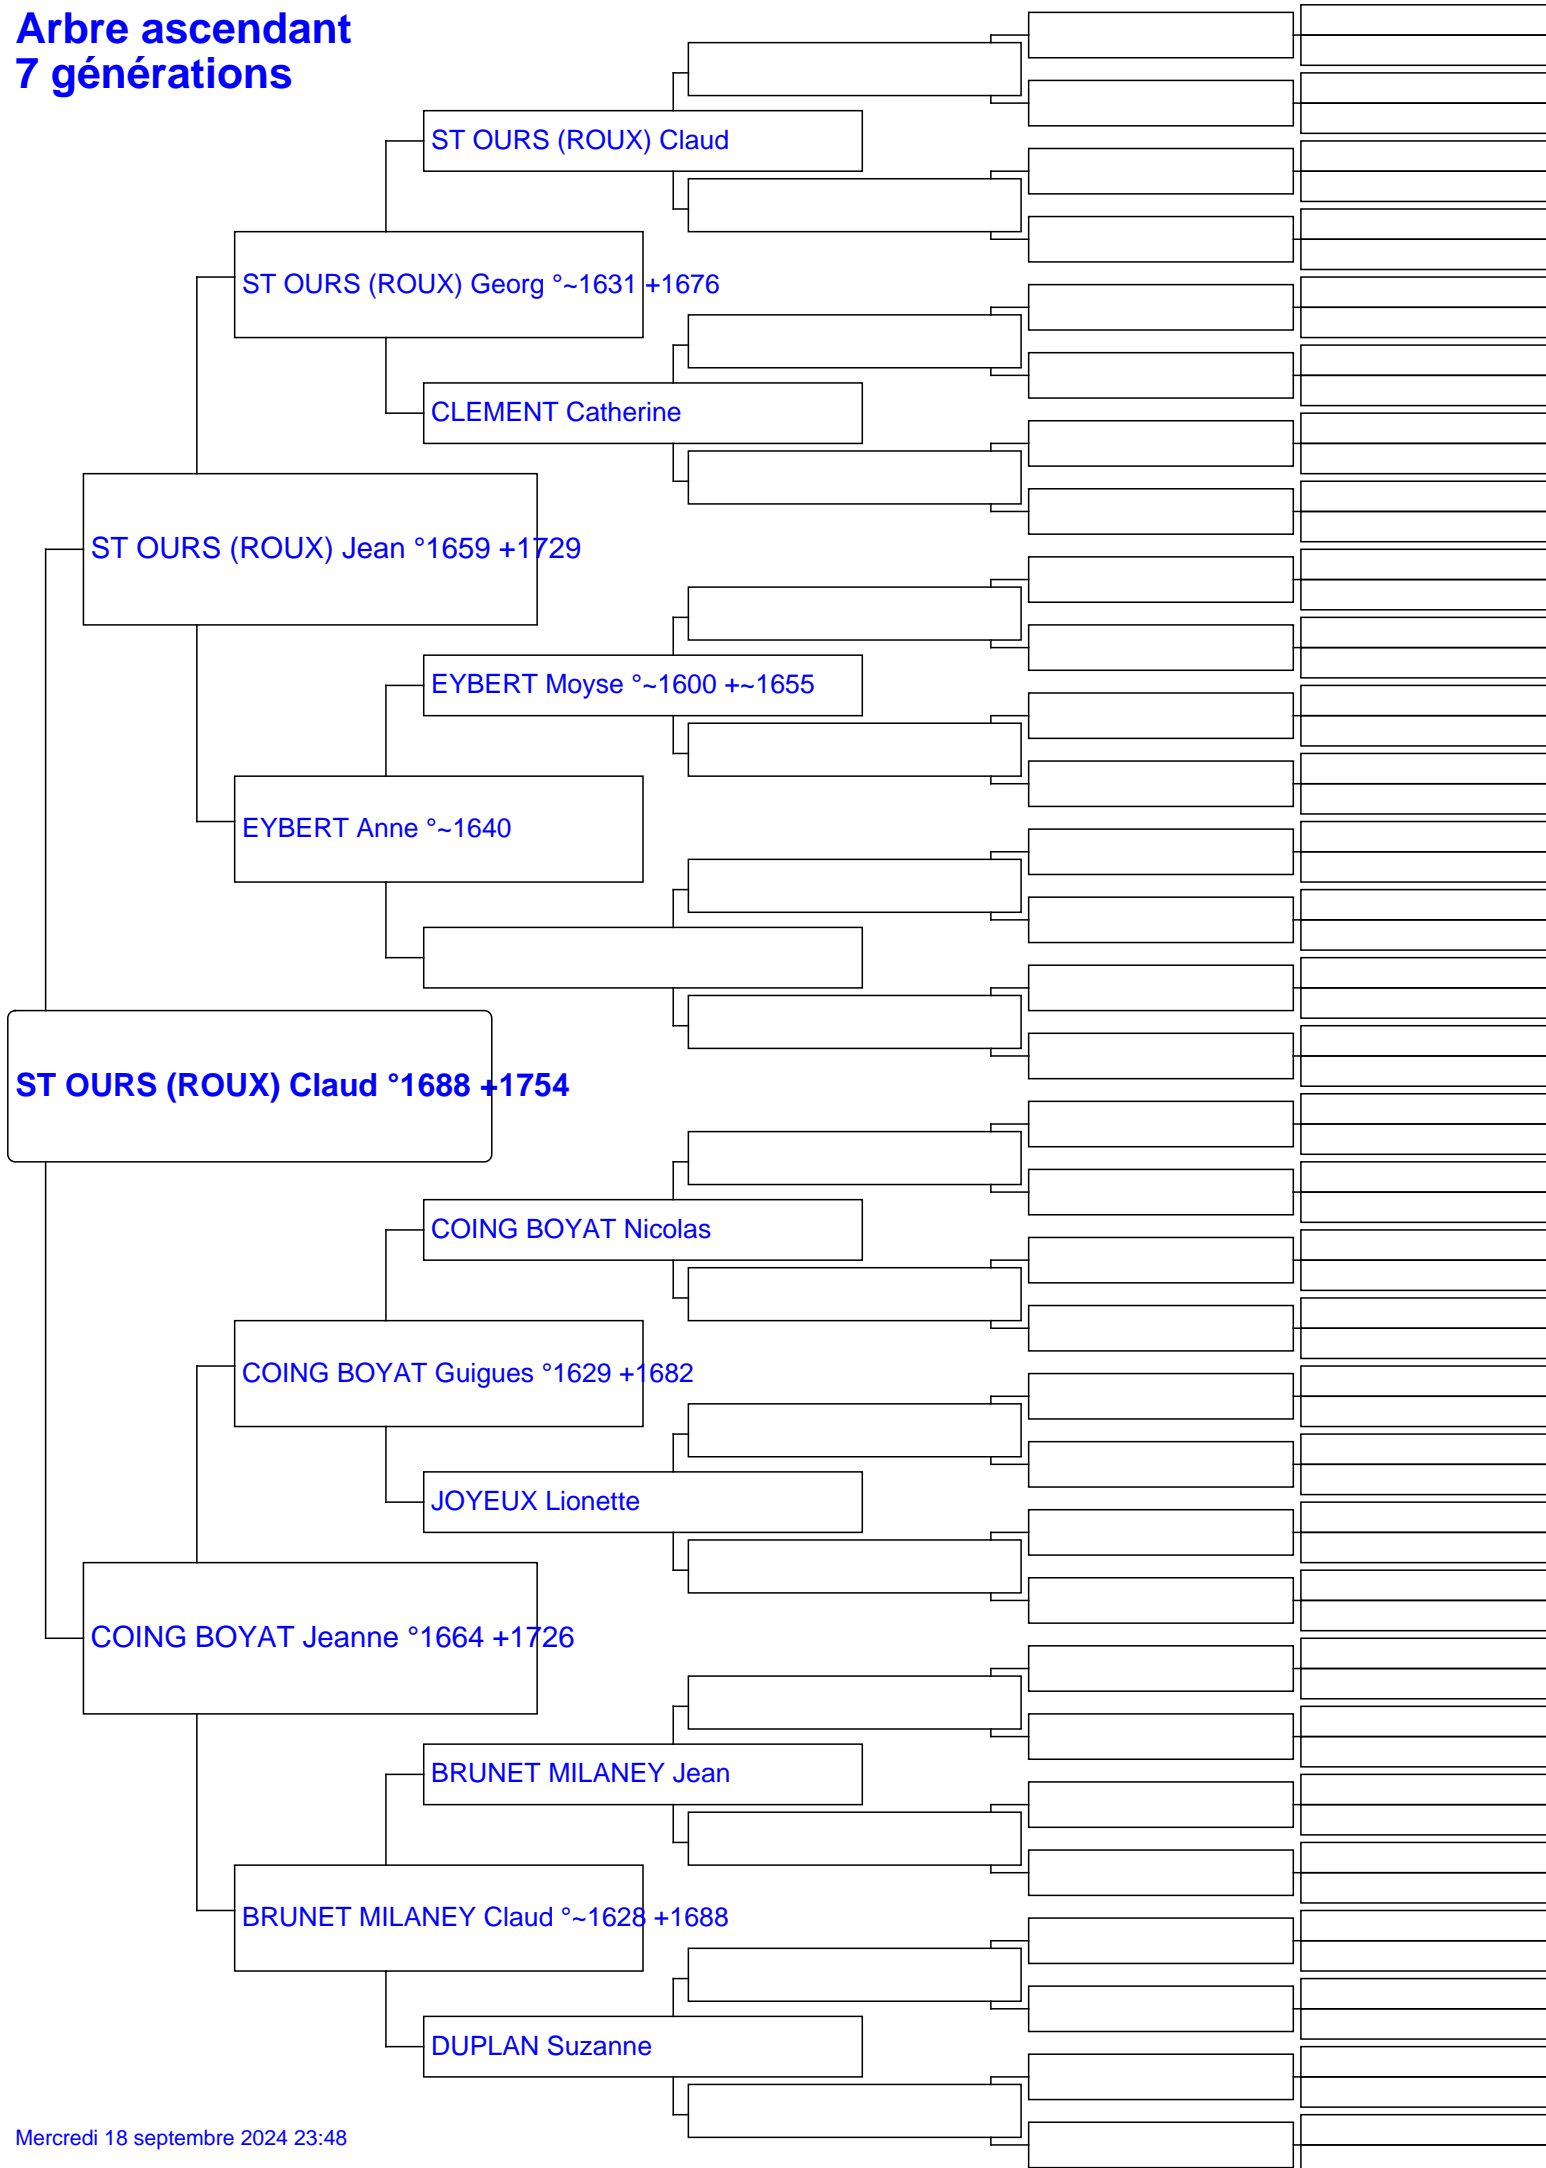 Arbre ascendant
7 générations
ST OURS (ROUX) Claud
ST OURS (ROUX) Georg °~1631 +1676
CLEMENT Catherine
ST OURS (ROUX) Jean °1659 +1729
EYBERT Moyse °~1600 +~1655
EYBERT Anne °~1640
ST OURS (ROUX) Claud °1688 +1754
COING BOYAT Nicolas
COING BOYAT Guigues °1629 +1682
JOYEUX Lionette
COING BOYAT Jeanne °1664 +1726
BRUNET MILANEY Jean
BRUNET MILANEY Claud °~1628 +1688
DUPLAN Suzanne
Mercredi 18 septembre 2024 23:48